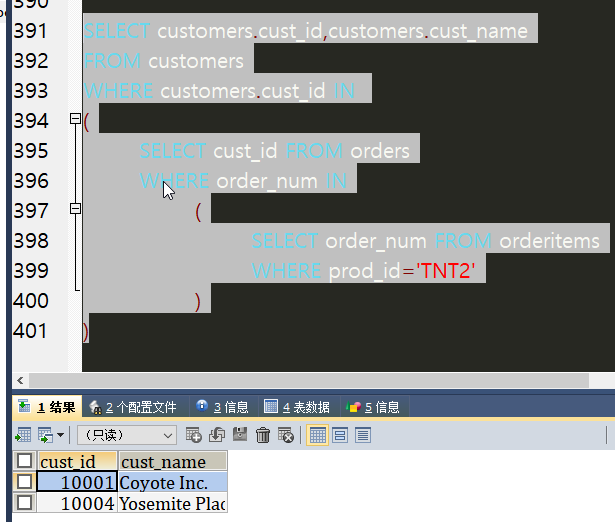 391 SELECT customers.cust_id,customers.cust_name
392 FROM customers
393 WHERE customers.cust_id IN
394 (
395 SELECT cust_id FROM orders
396 WHERE order_num IN
397 (
398 SELECT order_num FROM orderitems
399 WHERE prod_id='TNT2'
400 )
401 )
1 结果 2 个配置文件 3 信息 4 表数据 5 信息
(只读)
cust_id cust_name
10001 Coyote Inc.
10004 Yosemite Plac